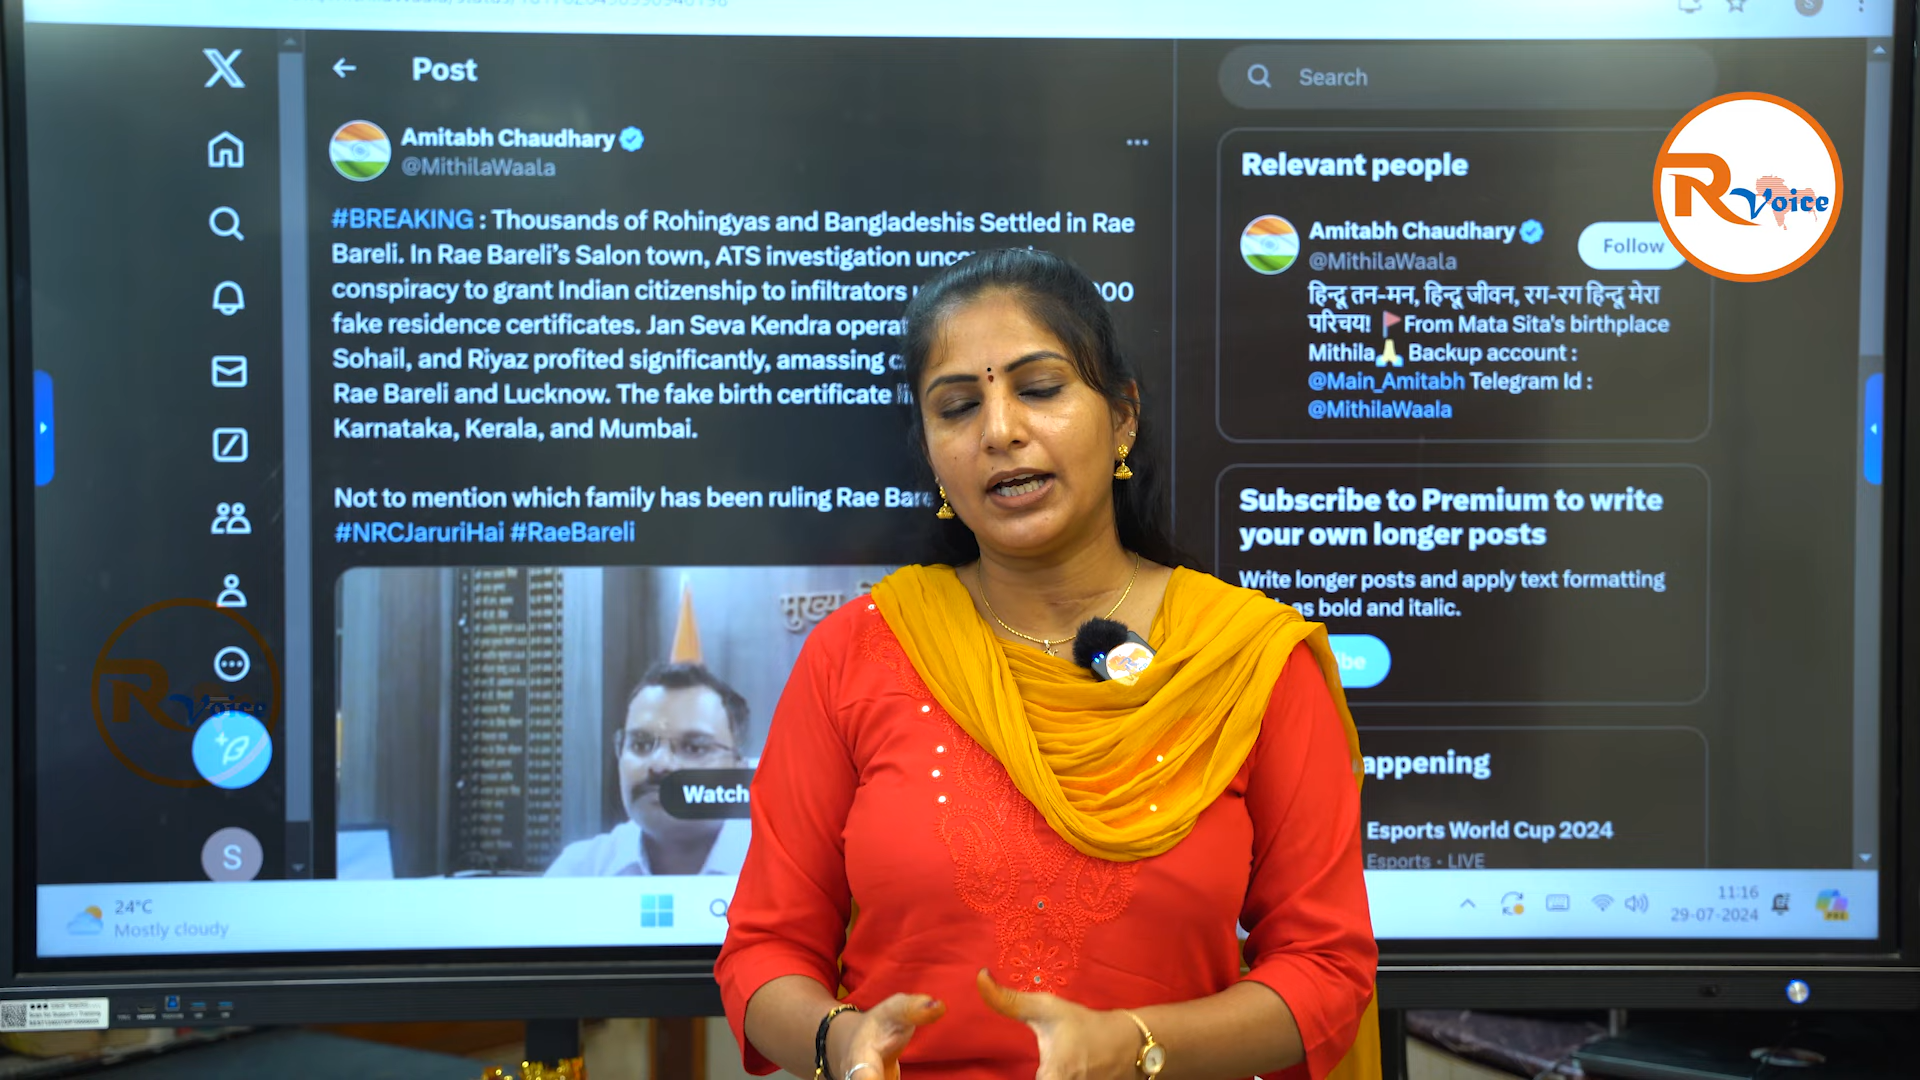 Post
Search
Amitabh Chaudhary
@MithilaWaala
#BREAKING : Thousands of Rohingyas and Bangladeshis Settled in Rae
Bareli. In Rae Bareli's Salon town, ATS investigation
conspiracy to grant Indian citizenship to infiltrators
fake residence certificates. Jan Seva Kendra
Sohail, and Riyaz profited significantly, amassing
Rae Bareli and Lucknow. The fake birth certificate
Karnataka, Kerala, and Mumbai.
Not to mention which family has been ruling Rae
#NRCJaruriHai #RaeBareli
Watch
Relevant people
Amitabh Chaudhary
@MithilaWaala
Follow
हिन्दू तन-मन, हिन्दू जीवन, रग-रग हिन्दू मेरा
परिचय! 🚩From Mata Sita's birthplace
Mithila🙏 Backup account :
@Main_Amitabh Telegram Id :
@MithilaWaala
Subscribe to Premium to write
your own longer posts
Write longer posts and apply text formatting
as bold and italic.
Esports World Cup 2024
Esports · LIVE
R Voice
R Voice
S
24°C
Mostly cloudy
11:16
29-07-2024